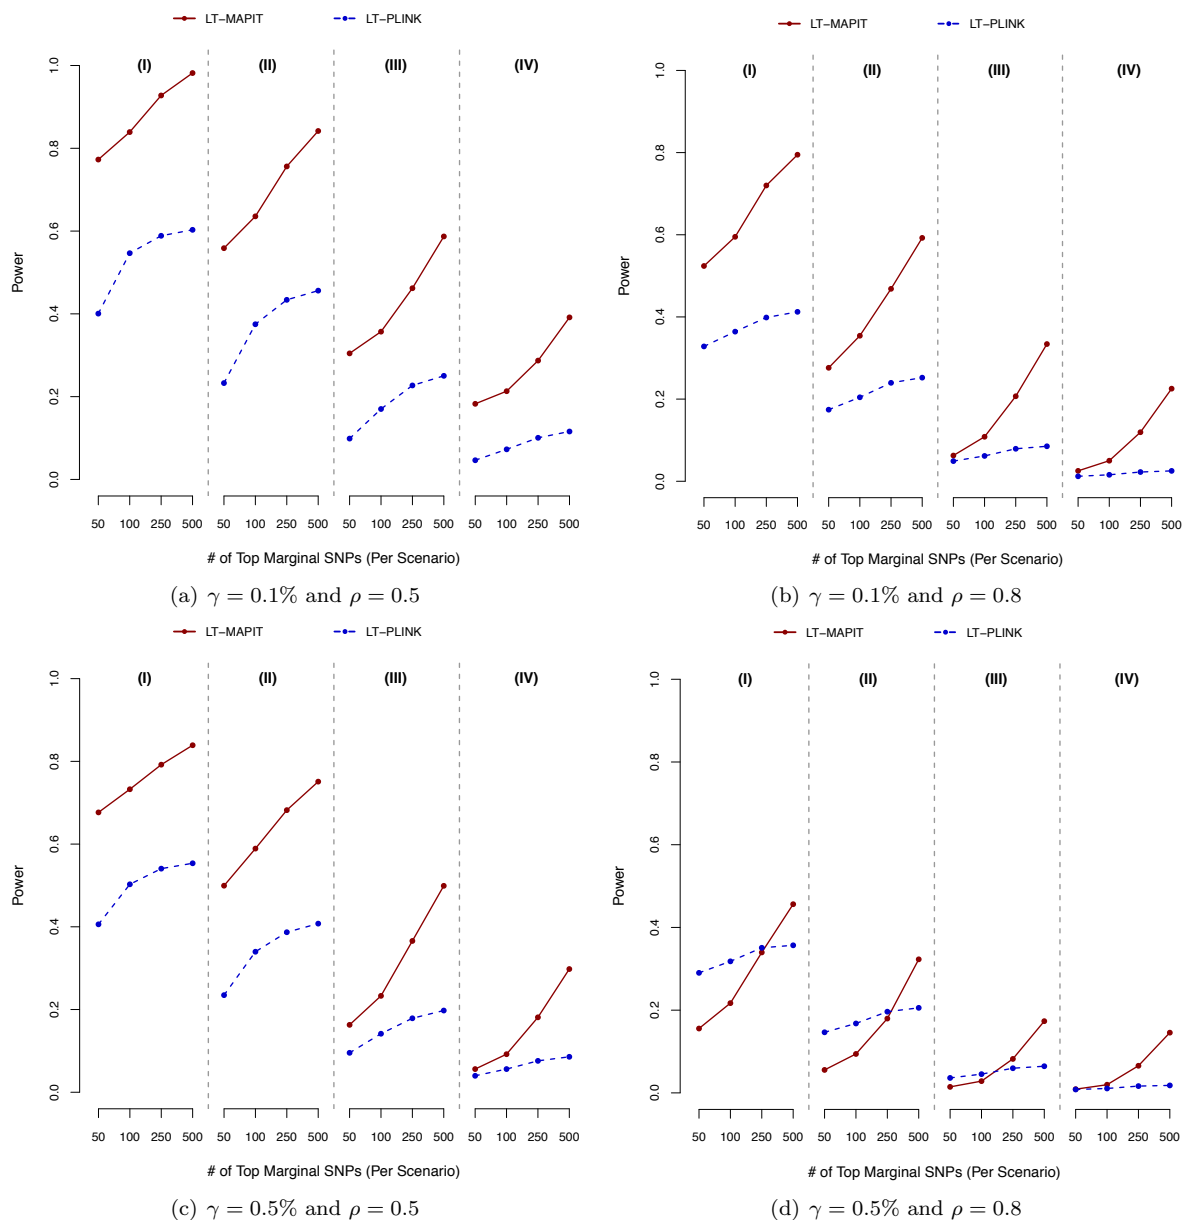 LT−MAPIT LT−PLINK
(I) (II) (III) (IV)
1.0
0.8
0.6
0.4
0.2
0.0
Power
50 100 250 500 50 100 250 500 50 100 250 500 50 100 250 500
# of Top Marginal SNPs (Per Scenario)
(a) γ = 0.1% and ρ = 0.5
LT−MAPIT LT−PLINK
(I) (II) (III) (IV)
1.0
0.8
0.6
0.4
0.2
0.0
Power
50 100 250 500 50 100 250 500 50 100 250 500 50 100 250 500
# of Top Marginal SNPs (Per Scenario)
(b) γ = 0.1% and ρ = 0.8
LT−MAPIT LT−PLINK
(I) (II) (III) (IV)
1.0
0.8
0.6
0.4
0.2
0.0
Power
50 100 250 500 50 100 250 500 50 100 250 500 50 100 250 500
# of Top Marginal SNPs (Per Scenario)
(c) γ = 0.5% and ρ = 0.5
LT−MAPIT LT−PLINK
(I) (II) (III) (IV)
1.0
0.8
0.6
0.4
0.2
0.0
Power
50 100 250 500 50 100 250 500 50 100 250 500 50 100 250 500
# of Top Marginal SNPs (Per Scenario)
(d) γ = 0.5% and ρ = 0.8